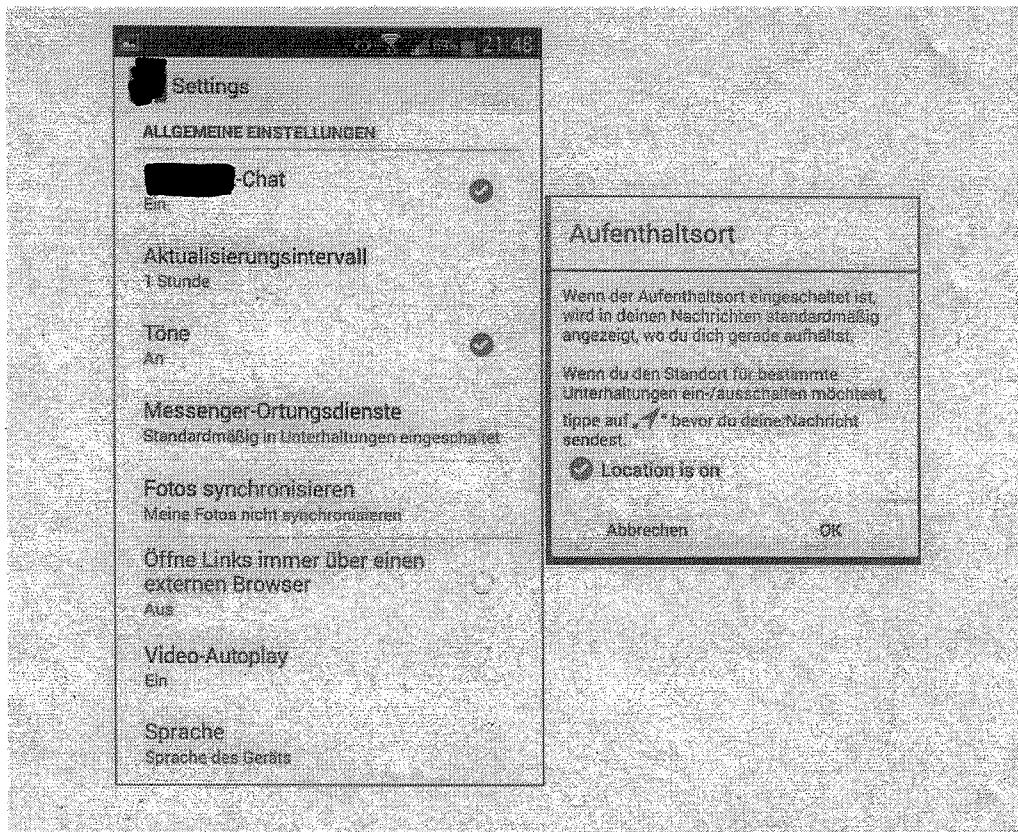 21:48
Settings
ALLGEMEINE EINSTELLUNGEN
-Chat
Ein
Aktualisierungsintervall
1 Stunde
Töne
An
Messenger-Ortungsdienste
Standardmäßig in Unterhaltungen eingeschaltet
Fotos synchronisieren
Meine Fotos nicht synchronisieren
Öffne Links immer über einen
externen Browser
Aus
Video-Autoplay
Ein
Sprache
Sprache des Geräts
Aufenthaltsort
Wenn der Aufenthaltsort eingeschaltet ist,
wird in deinen Nachrichten standardmäßig
angezeigt, wo du dich gerade aufhältst.
Wenn du den Standort für bestimmte
Unterhaltungen ein-/ausschalten möchtest,
tippe auf „ “ bevor du deine Nachricht
sendest.
Location is on
Abbrechen OK